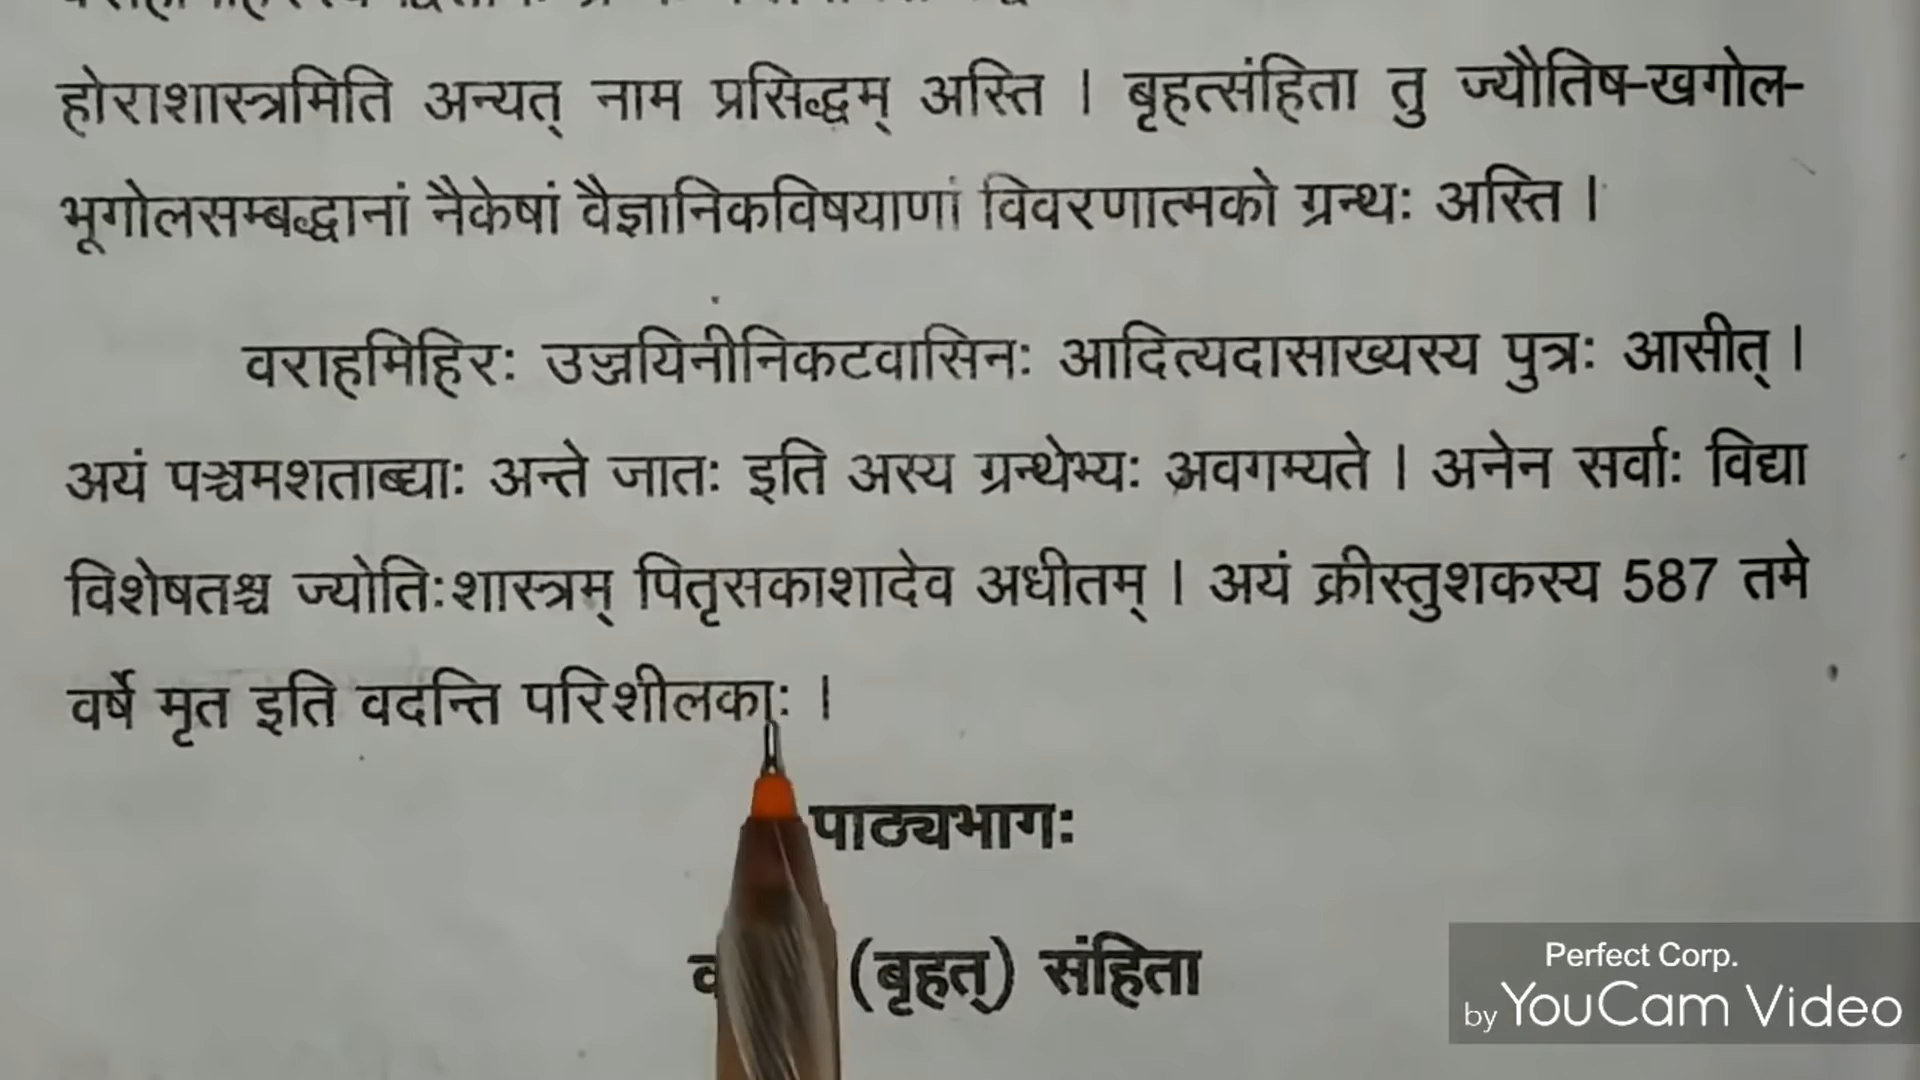 होराशास्त्रमिति अन्यत् नाम प्रसिद्धम् अस्ति । बृहत्संहिता तु ज्यौतिष-खगोल-
भूगोलसम्बद्धानां नैकेषां वैज्ञानिकविषयाणां विवरणात्मको ग्रन्थः अस्ति ।
वराहमिहिरः उज्जयिनीनिकटवासिनः आदित्यदासाख्यस्य पुत्रः आसीत् ।
अयं पञ्चमशताब्द्याः अन्ते जातः इति अस्य ग्रन्थेभ्यः अवगम्यते । अनेन सर्वाः विद्या
विशेषतश्च ज्योतिःशास्त्रम् पितृसकाशादेव अधीतम् । अयं क्रीस्तुशकस्य 587 तमे
वर्षे मृत इति वदन्ति परिशीलकाः ।
पाठ्यभागः
(बृहत्) संहिता
Perfect Corp.
by YouCam Video